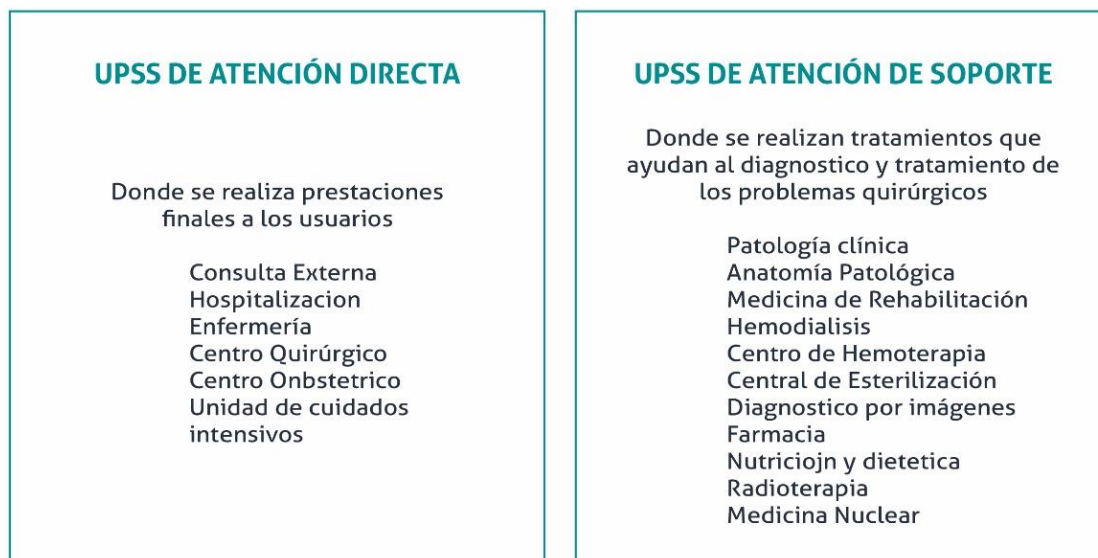 UPSS DE ATENCIÓN DIRECTA
Donde se realiza prestaciones
finales a los usuarios
Consulta Externa
Hospitalizacion
Enfermería
Centro Quirúrgico
Centro Onbstetrico
Unidad de cuidados
intensivos
UPSS DE ATENCIÓN DE SOPORTE
Donde se realizan tratamientos que
ayudan al diagnostico y tratamiento de
los problemas quirúrgicos
Patología clínica
Anatomía Patológica
Medicina de Rehabilitación
Hemodialisis
Centro de Hemoterapia
Central de Esterilización
Diagnostico por imágenes
Farmacia
Nutriciojn y dietetica
Radioterapia
Medicina Nuclear